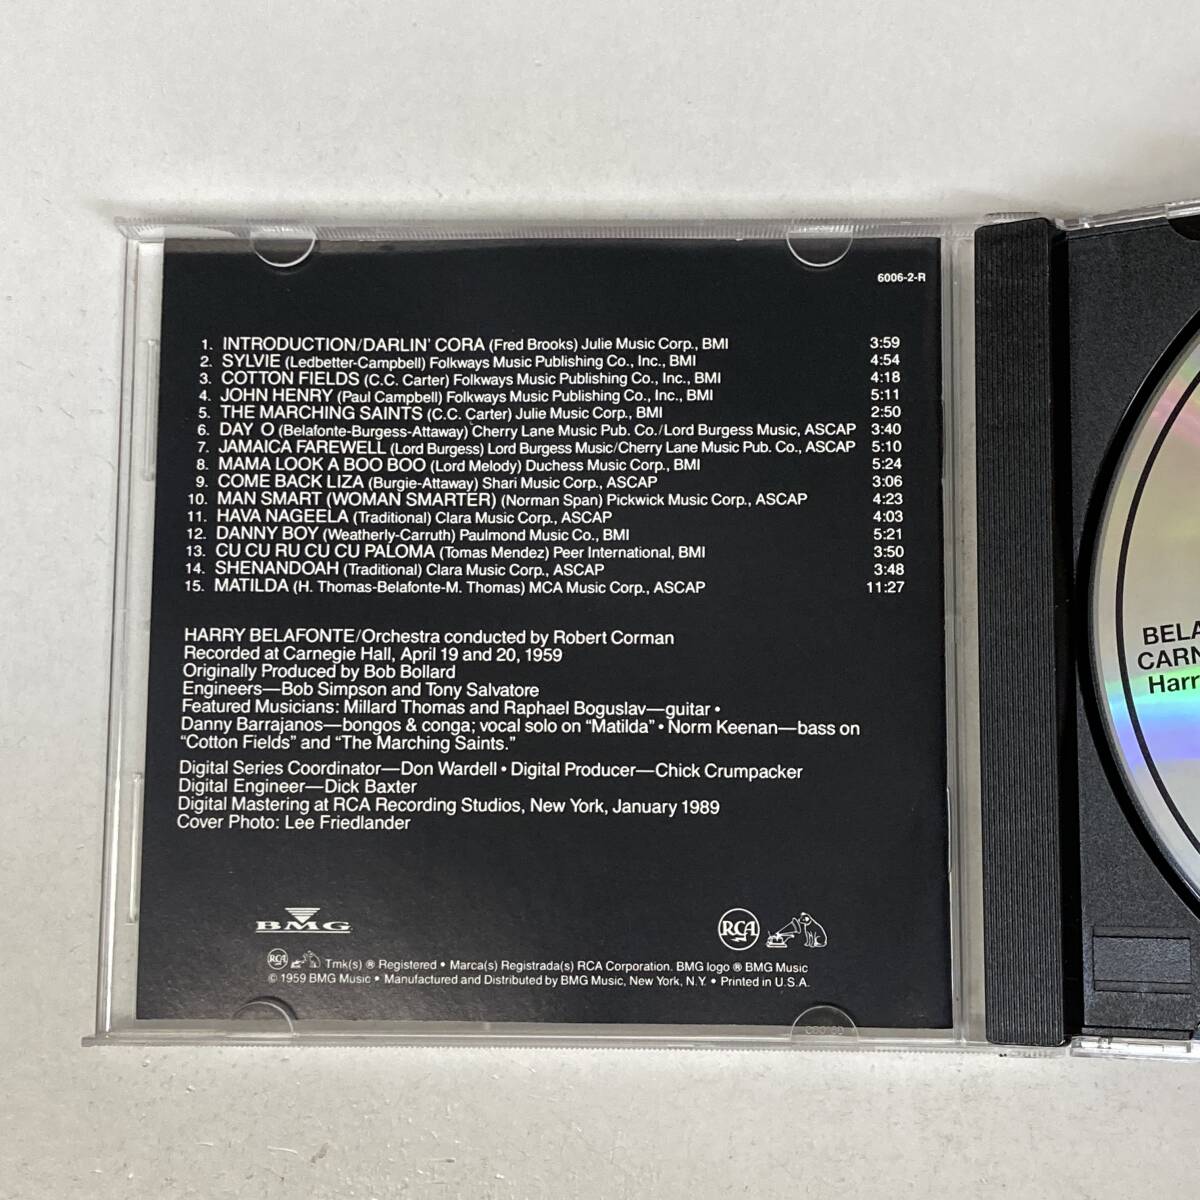 6006-2-R
1. INTRODUCTION/DARLIN' CORA (Fred Brooks) Julie Music Corp., BMI 3:59
2. SYLVIE (Ledbetter-Campbell) Folkways Music Publishing Co., Inc., BMI 4:54
3. COTTON FIELDS (C.C. Carter) Folkways Music Publishing Co., Inc., BMI 4:18
4. JOHN HENRY (Paul Campbell) Folkways Music Publishing Co., Inc., BMI 5:11
5. THE MARCHING SAINTS (C.C. Carter) Julie Music Corp., BMI 2:50
6. DAY O (Belafonte-Burgess-Attaway) Cherry Lane Music Pub. Co./Lord Burgess Music, ASCAP 3:40
7. JAMAICA FAREWELL (Lord Burgess) Lord Burgess Music/Cherry Lane Music Pub. Co., ASCAP 5:10
8. MAMA LOOK A BOO BOO (Lord Melody) Duchess Music Corp., BMI 5:24
9. COME BACK LIZA (Burgie-Attaway) Shari Music Corp., ASCAP 3:06
10. MAN SMART (WOMAN SMARTER) (Norman Span) Pickwick Music Corp., ASCAP 4:23
11. HAVA NAGEELA (Traditional) Clara Music Corp., ASCAP 4:03
12. DANNY BOY (Weatherly-Carruth) Paulmond Music Co., BMI 5:21
13. CU CU RU CU CU PALOMA (Tomas Mendez) Peer International, BMI 3:50
14. SHENANDOAH (Traditional) Clara Music Corp., ASCAP 3:48
15. MATILDA (H. Thomas-Belafonte-M. Thomas) MCA Music Corp., ASCAP 11:27
HARRY BELAFONTE/Orchestra conducted by Robert Corman
Recorded at Carnegie Hall, April 19 and 20, 1959
Originally Produced by Bob Bollard
Engineers—Bob Simpson and Tony Salvatore
Featured Musicians: Millard Thomas and Raphael Boguslav—guitar •
Danny Barrajanos—bongos & conga; vocal solo on "Matilda" • Norm Keenan—bass on
"Cotton Fields" and "The Marching Saints."
Digital Series Coordinator—Don Wardell • Digital Producer—Chick Crumpacker
Digital Engineer—Dick Baxter
Digital Mastering at RCA Recording Studios, New York, January 1989
Cover Photo: Lee Friedlander
BMG
RCA
RCA Tmk(s) ® Registered • Marca(s) Registrada(s) RCA Corporation. BMG logo ® BMG Music
© 1959 BMG Music • Manufactured and Distributed by BMG Music, New York, N.Y. • Printed in U.S.A.
BELA
CARN
Harr